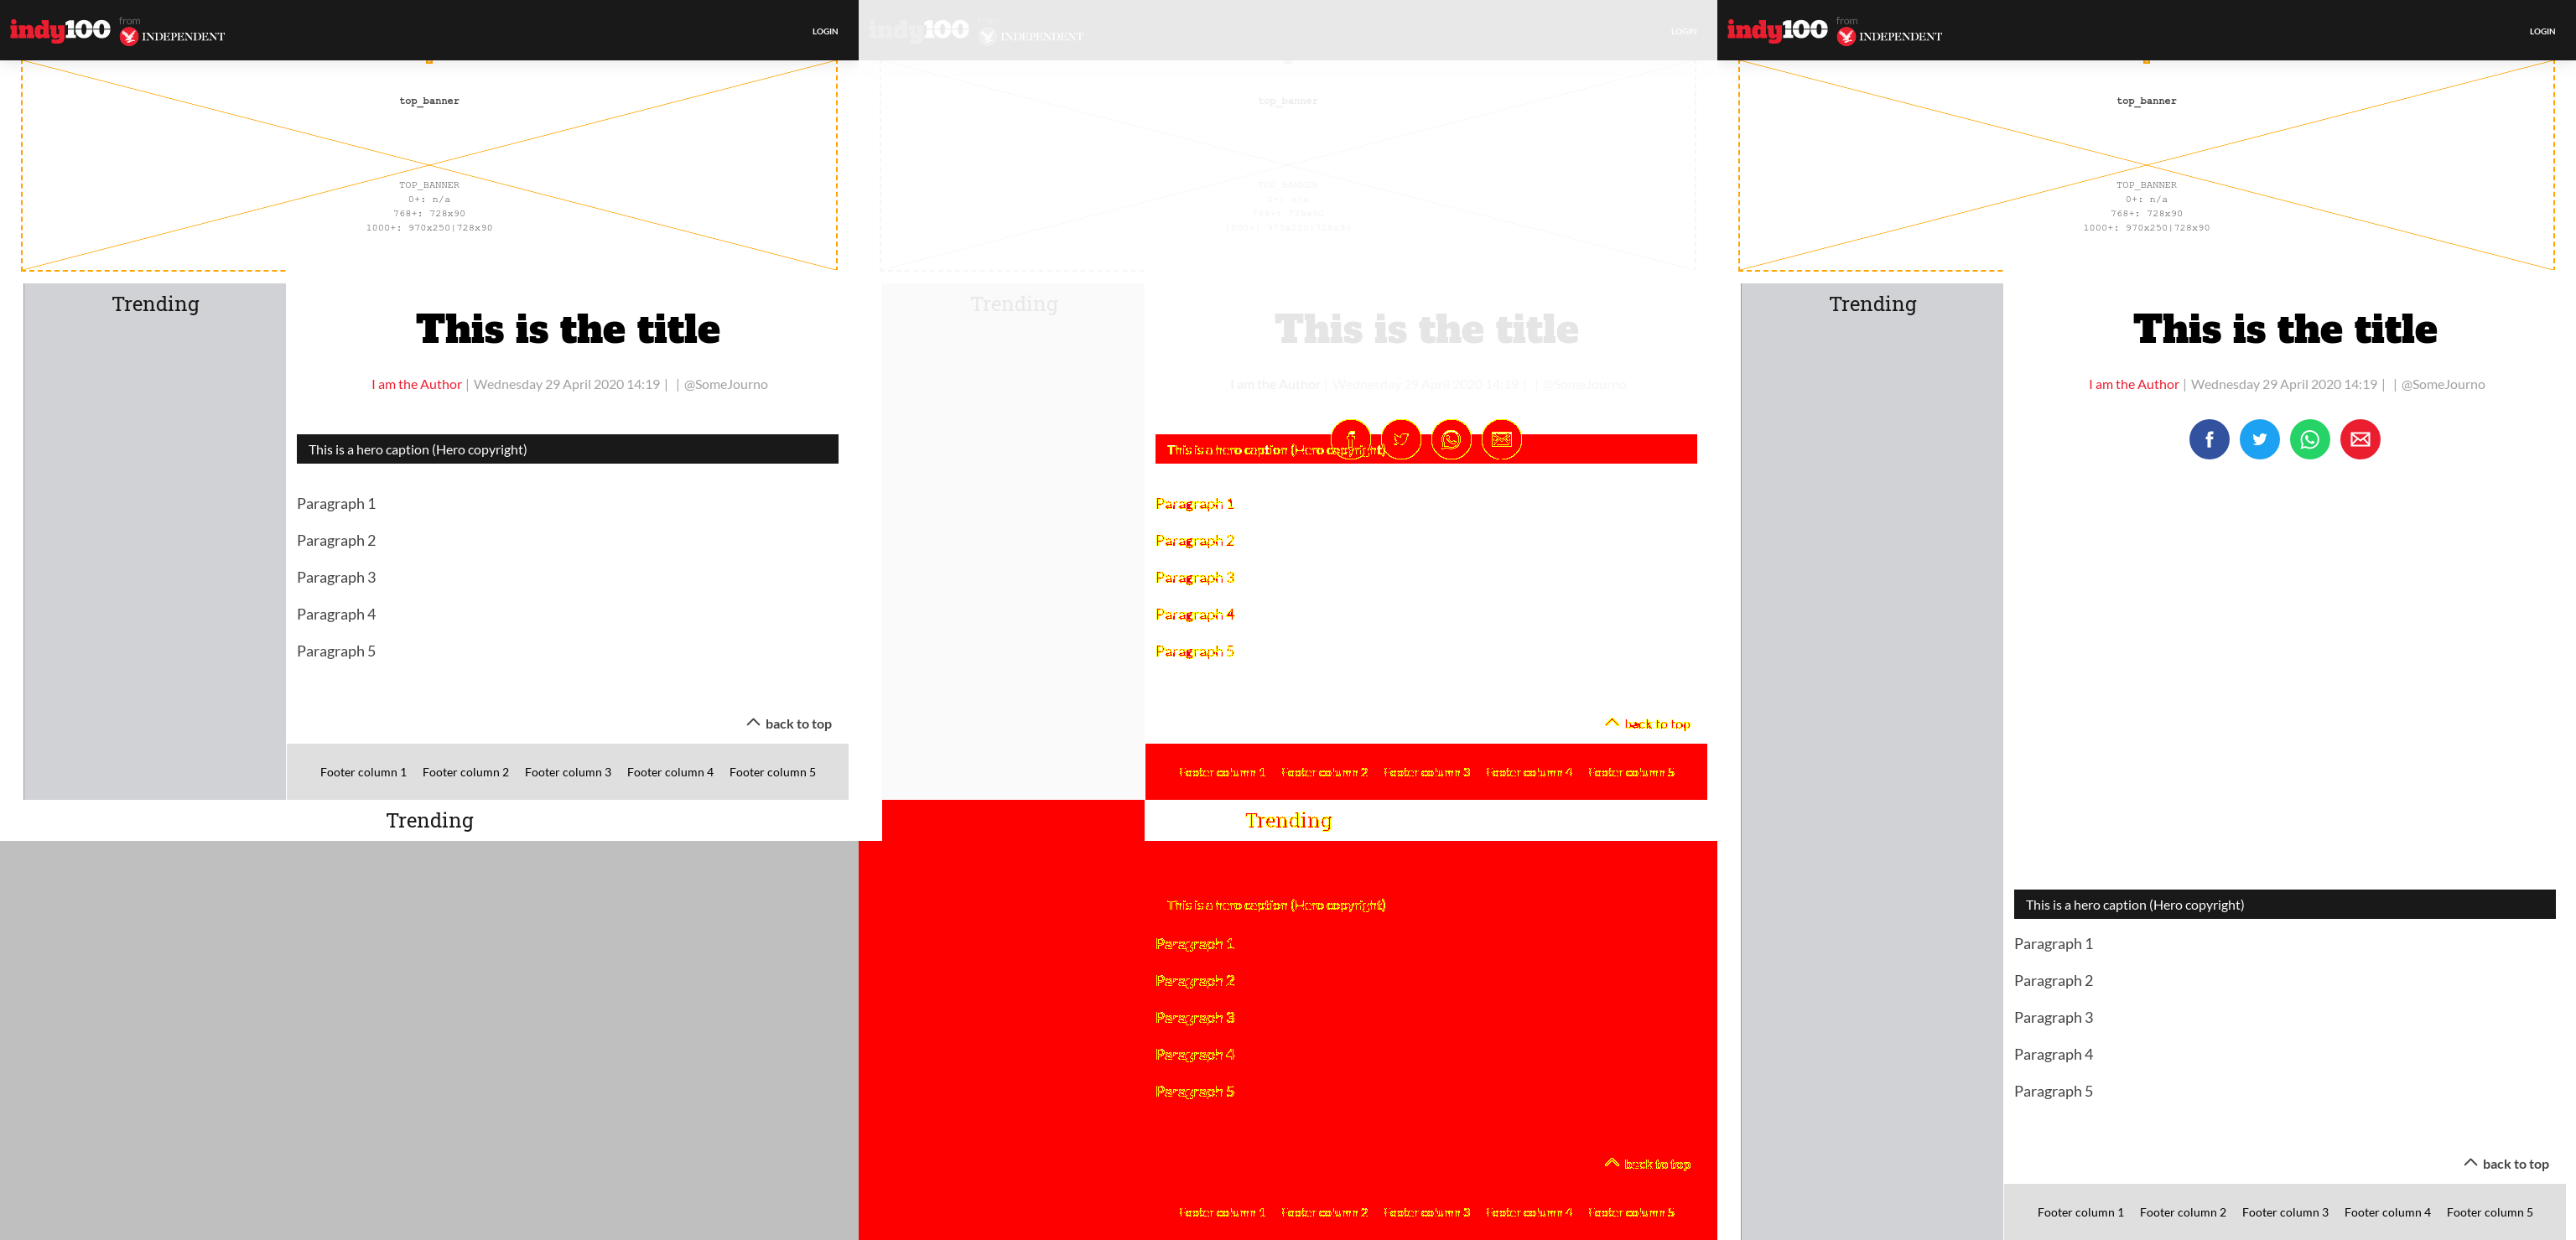 indy100 from
INDEPENDENT
LOGIN
top_banner
TOP_BANNER
0+: n/a
768+: 728x90
1000+: 970x250|728x90
Trending
This is the title
I am the Author | Wednesday 29 April 2020 14:19 | | @SomeJourno
This is a hero caption (Hero copyright)
Paragraph 1
Paragraph 2
Paragraph 3
Paragraph 4
Paragraph 5
back to top
Footer column 1 Footer column 2 Footer column 3 Footer column 4 Footer column 5
Trending
indy100
INDEPENDENT
LOGIN
top_banner
TOP_BANNER
0+: n/a
768+: 728x90
1000+: 970x250|728x90
Trending
This is the title
I am the Author | Wednesday 29 April 2020 14:19 | | @SomeJourno
This is a hero caption (Hero copyright)
Paragraph 1
Paragraph 2
Paragraph 3
Paragraph 4
Paragraph 5
back to top
Footer column 1 Footer column 2 Footer column 3 Footer column 4 Footer column 5
Trending
This is a hero caption (Hero copyright)
Paragraph 1
Paragraph 2
Paragraph 3
Paragraph 4
Paragraph 5
back to top
Footer column 1 Footer column 2 Footer column 3 Footer column 4 Footer column 5
indy100 from
INDEPENDENT
LOGIN
top_banner
TOP_BANNER
0+: n/a
768+: 728x90
1000+: 970x250|728x90
Trending
This is the title
I am the Author | Wednesday 29 April 2020 14:19 | | @SomeJourno
This is a hero caption (Hero copyright)
Paragraph 1
Paragraph 2
Paragraph 3
Paragraph 4
Paragraph 5
back to top
Footer column 1 Footer column 2 Footer column 3 Footer column 4 Footer column 5